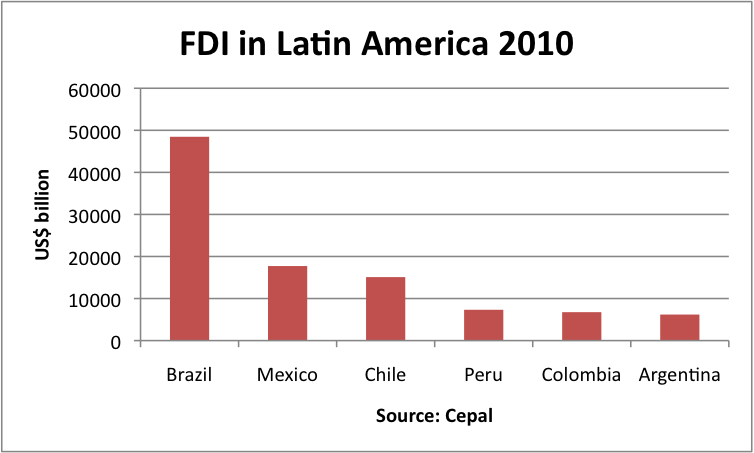 FDI in Latin America 2010
60000
50000
40000
30000
20000
10000
0
US$ billion
Brazil Mexico Chile Peru Colombia Argentina
Source: Cepal